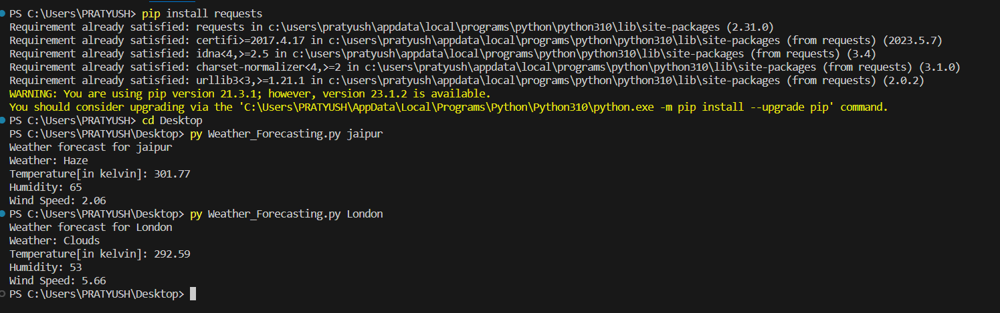 PS C:\Users\PRATYUSH> pip install requests
Requirement already satisfied: requests in c:\users\pratyush\appdata\local\programs\python\python310\lib\site-packages (2.31.0)
Requirement already satisfied: certifi>=2017.4.17 in c:\users\pratyush\appdata\local\programs\python\python310\lib\site-packages (from requests) (2023.5.7)
Requirement already satisfied: idna<4,>=2.5 in c:\users\pratyush\appdata\local\programs\python\python310\lib\site-packages (from requests) (3.4)
Requirement already satisfied: charset-normalizer<4,>=2 in c:\users\pratyush\appdata\local\programs\python\python310\lib\site-packages (from requests) (3.1.0)
Requirement already satisfied: urllib3<3,>=1.21.1 in c:\users\pratyush\appdata\local\programs\python\python310\lib\site-packages (from requests) (2.0.2)
WARNING: You are using pip version 21.3.1; however, version 23.1.2 is available.
You should consider upgrading via the 'C:\Users\PRATYUSH\AppData\Local\Programs\Python\Python310\python.exe -m pip install --upgrade pip' command.
PS C:\Users\PRATYUSH> cd Desktop
PS C:\Users\PRATYUSH\Desktop> py Weather_Forecasting.py jaipur
Weather forecast for jaipur
Weather: Haze
Temperature[in kelvin]: 301.77
Humidity: 65
Wind Speed: 2.06
PS C:\Users\PRATYUSH\Desktop> py Weather_Forecasting.py London
Weather forecast for London
Weather: Clouds
Temperature[in kelvin]: 292.59
Humidity: 53
Wind Speed: 5.66
PS C:\Users\PRATYUSH\Desktop>